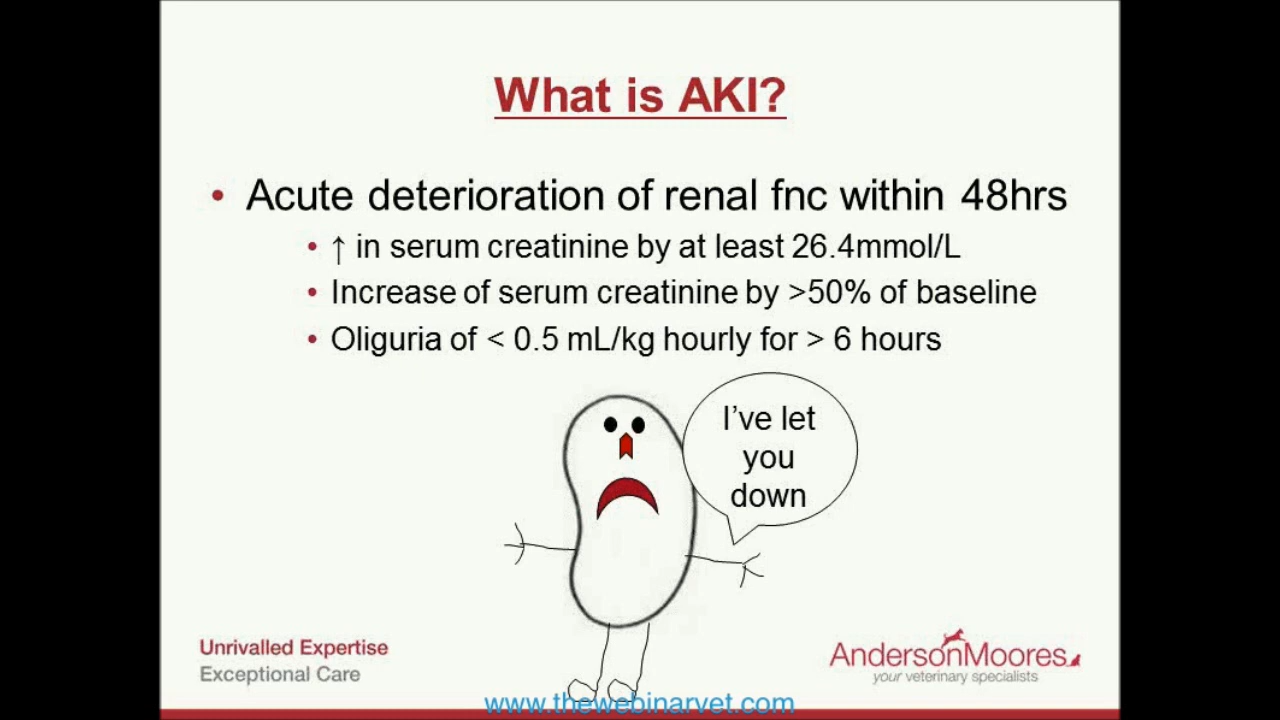 What is AKI?
• Acute deterioration of renal fnc within 48hrs
• ↑ in serum creatinine by at least 26.4mmol/L
• Increase of serum creatinine by >50% of baseline
• Oliguria of < 0.5 mL/kg hourly for > 6 hours
I've let
you
down
Unrivalled Expertise
Exceptional Care
AndersonMoores
your veterinary specialists
www.thewebinarvet.com